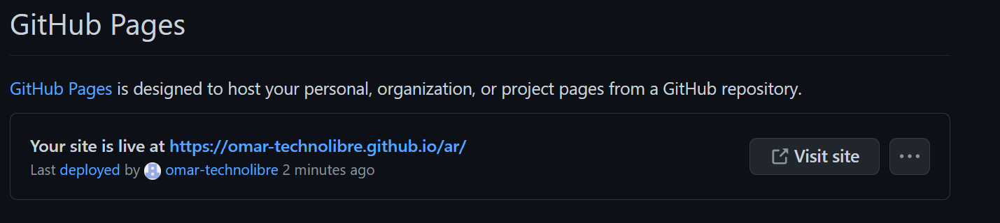 GitHub Pages
GitHub Pages is designed to host your personal, organization, or project pages from a GitHub repository.
Your site is live at https://omar-technolibre.github.io/ar/
Last deployed by omar-technolibre 2 minutes ago
Visit site